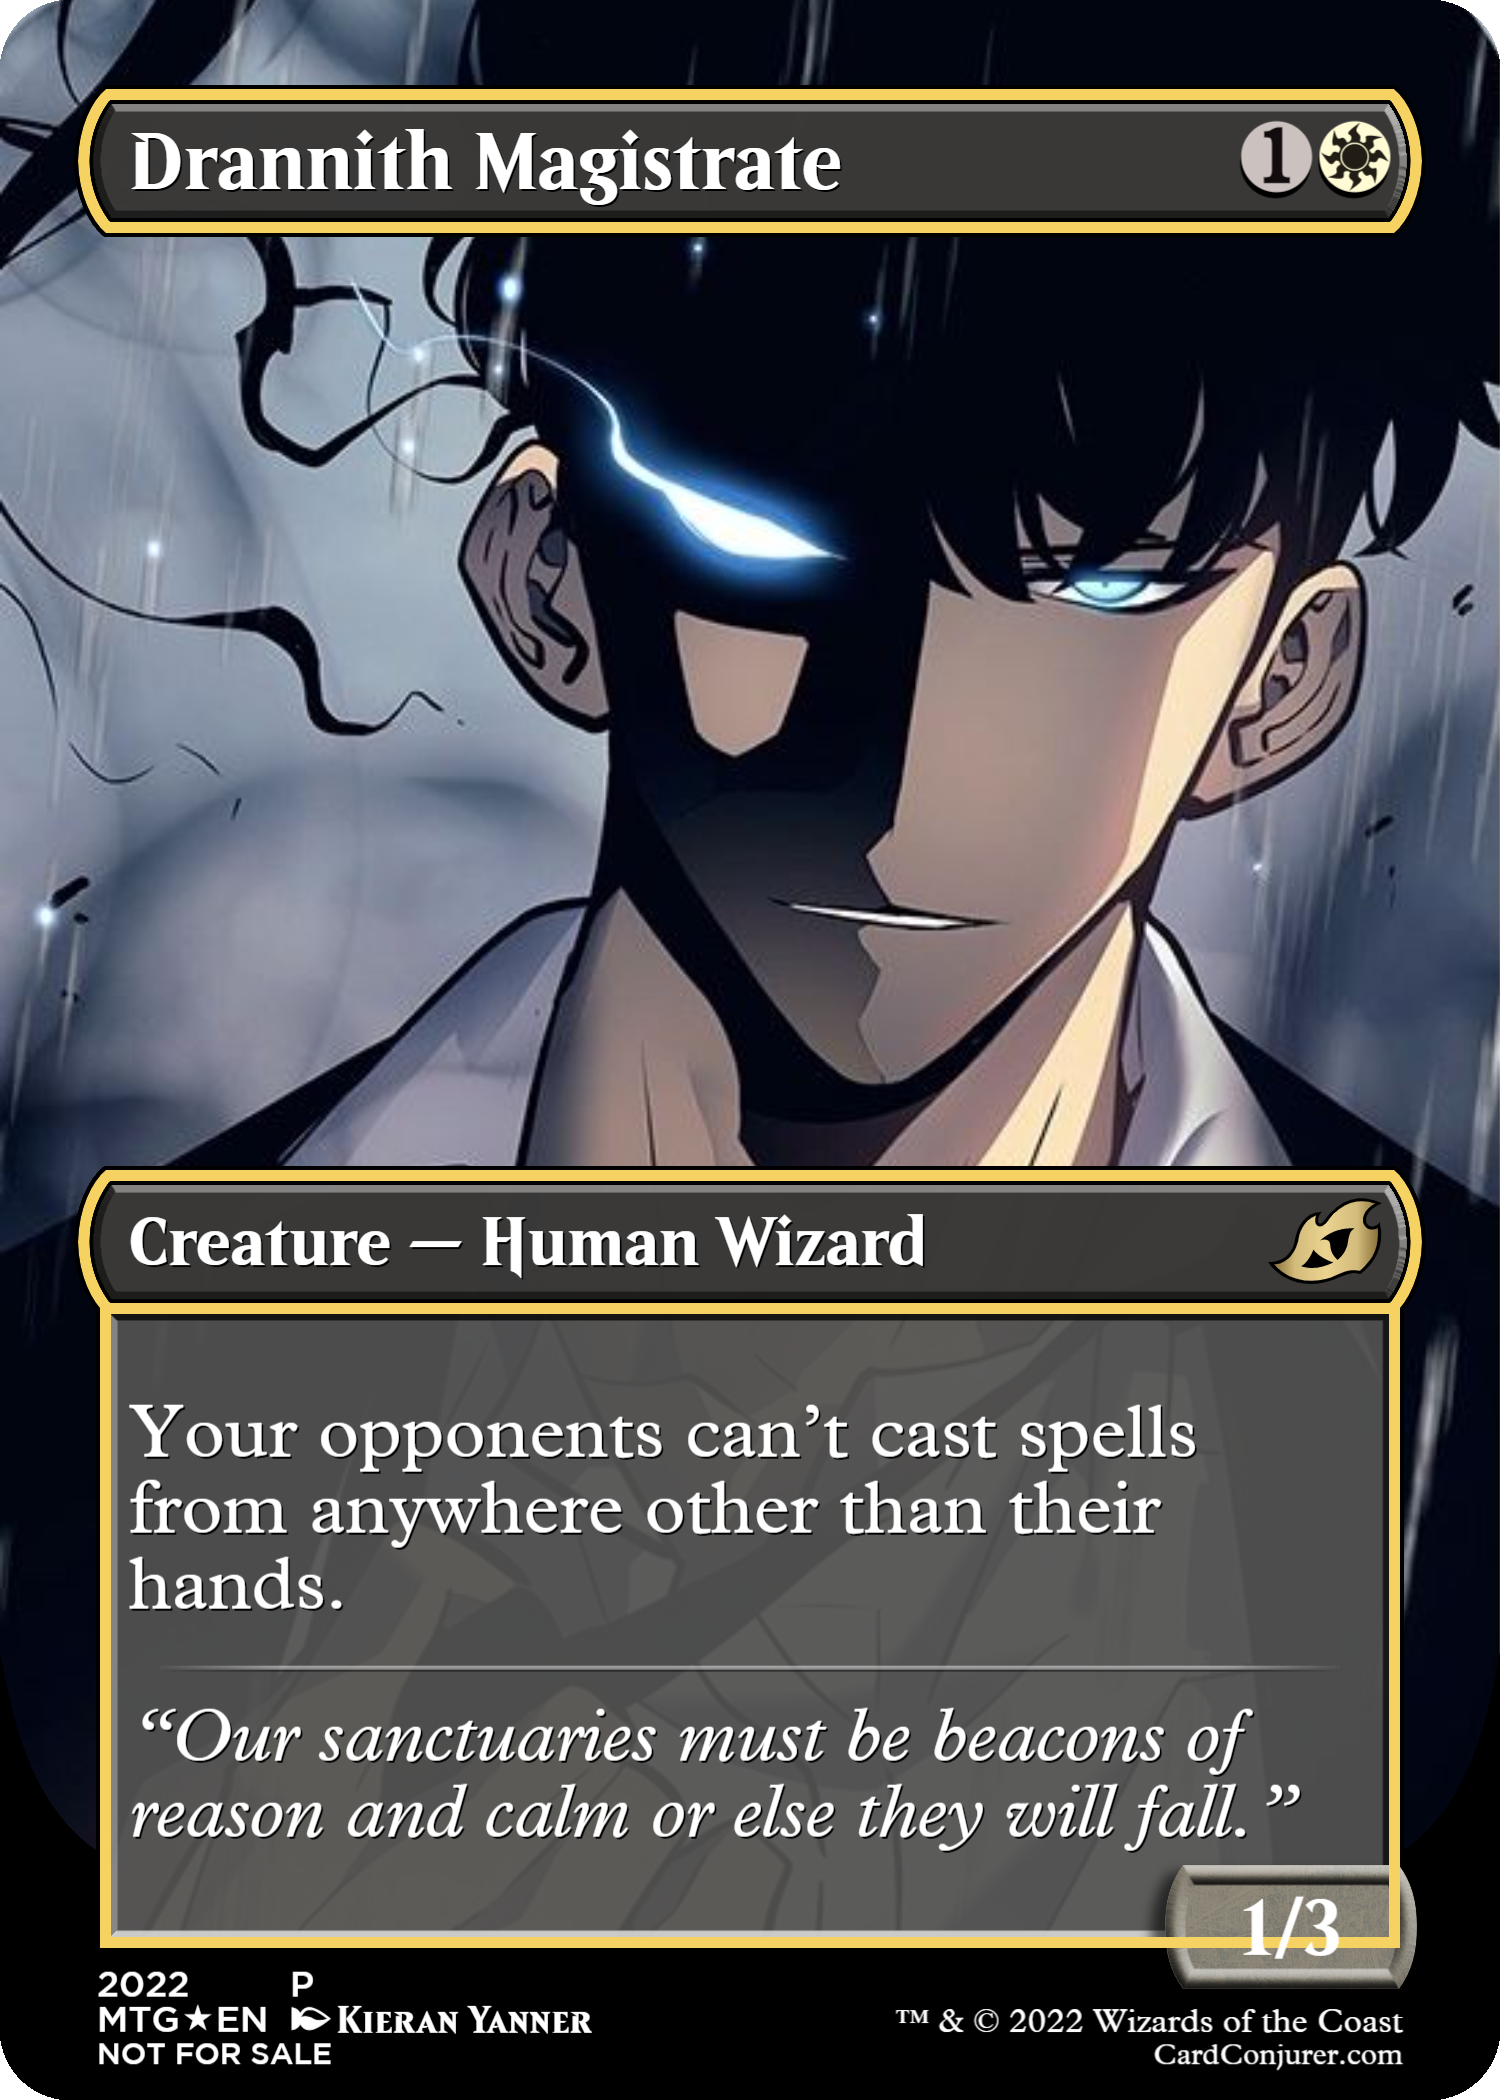 Drannith Magistrate 1
Creature — Human Wizard
Your opponents can’t cast spells
from anywhere other than their
hands.
“Our sanctuaries must be beacons of
reason and calm or else they will fall.”
1/3
2022 P
MTG★EN KIERAN YANNER
NOT FOR SALE
™ & © 2022 Wizards of the Coast
CardConjurer.com